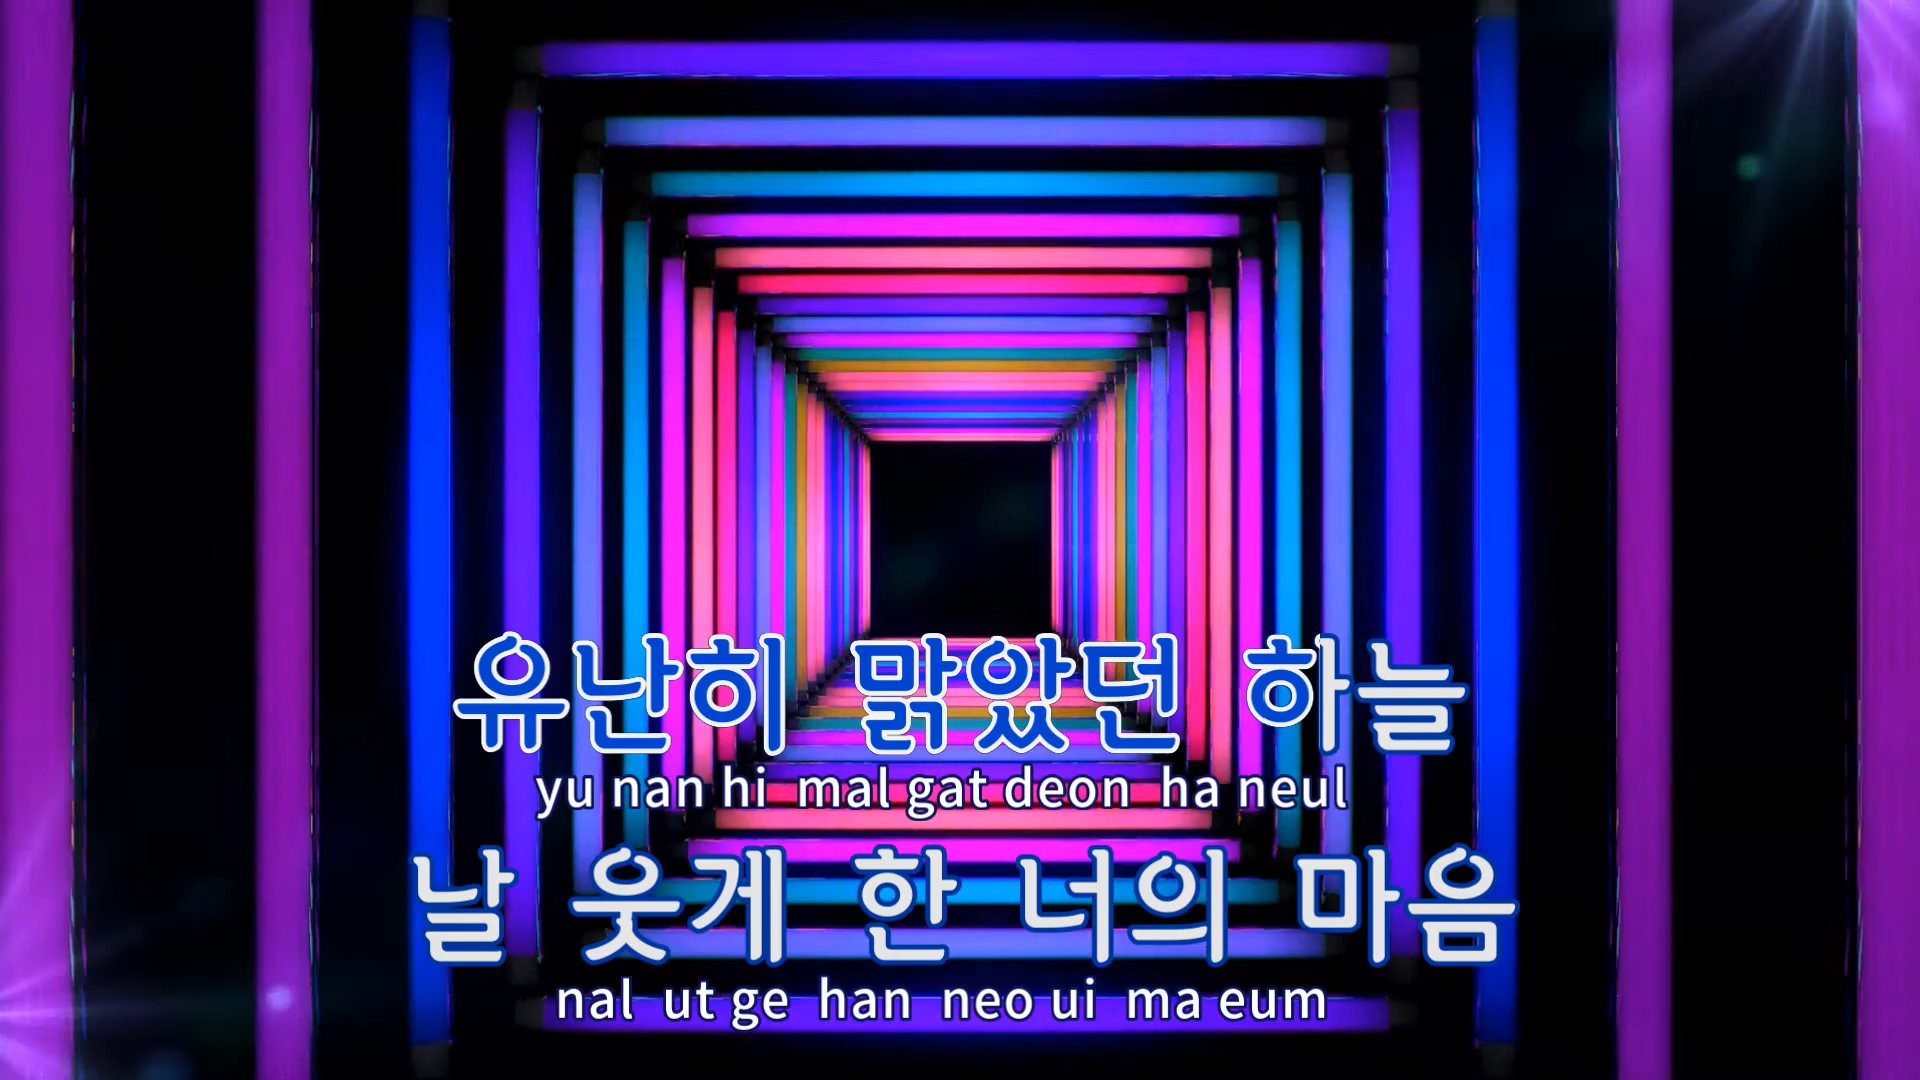 유난히 맑았던 하늘
yu nan hi mal gat deon ha neul
날 웃게 한 너의 마음
nal ut ge han neo ui ma eum